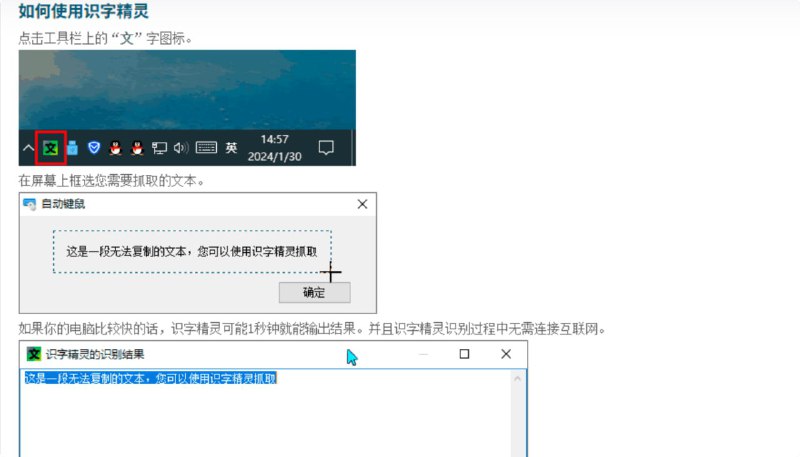 如何使用识字精灵
点击工具栏上的“文”字图标。
文
英
14:57
2024/1/30
在屏幕上框选您需要抓取的文本。
自动键鼠
这是一段无法复制的文本，您可以使用识字精灵抓取
确定
如果你的电脑比较快的话，识字精灵可能1秒钟就能输出结果。并且识字精灵识别过程中无需连接互联网。
文 识字精灵的识别结果
这是一段无法复制的文本，您可以使用识字精灵抓取